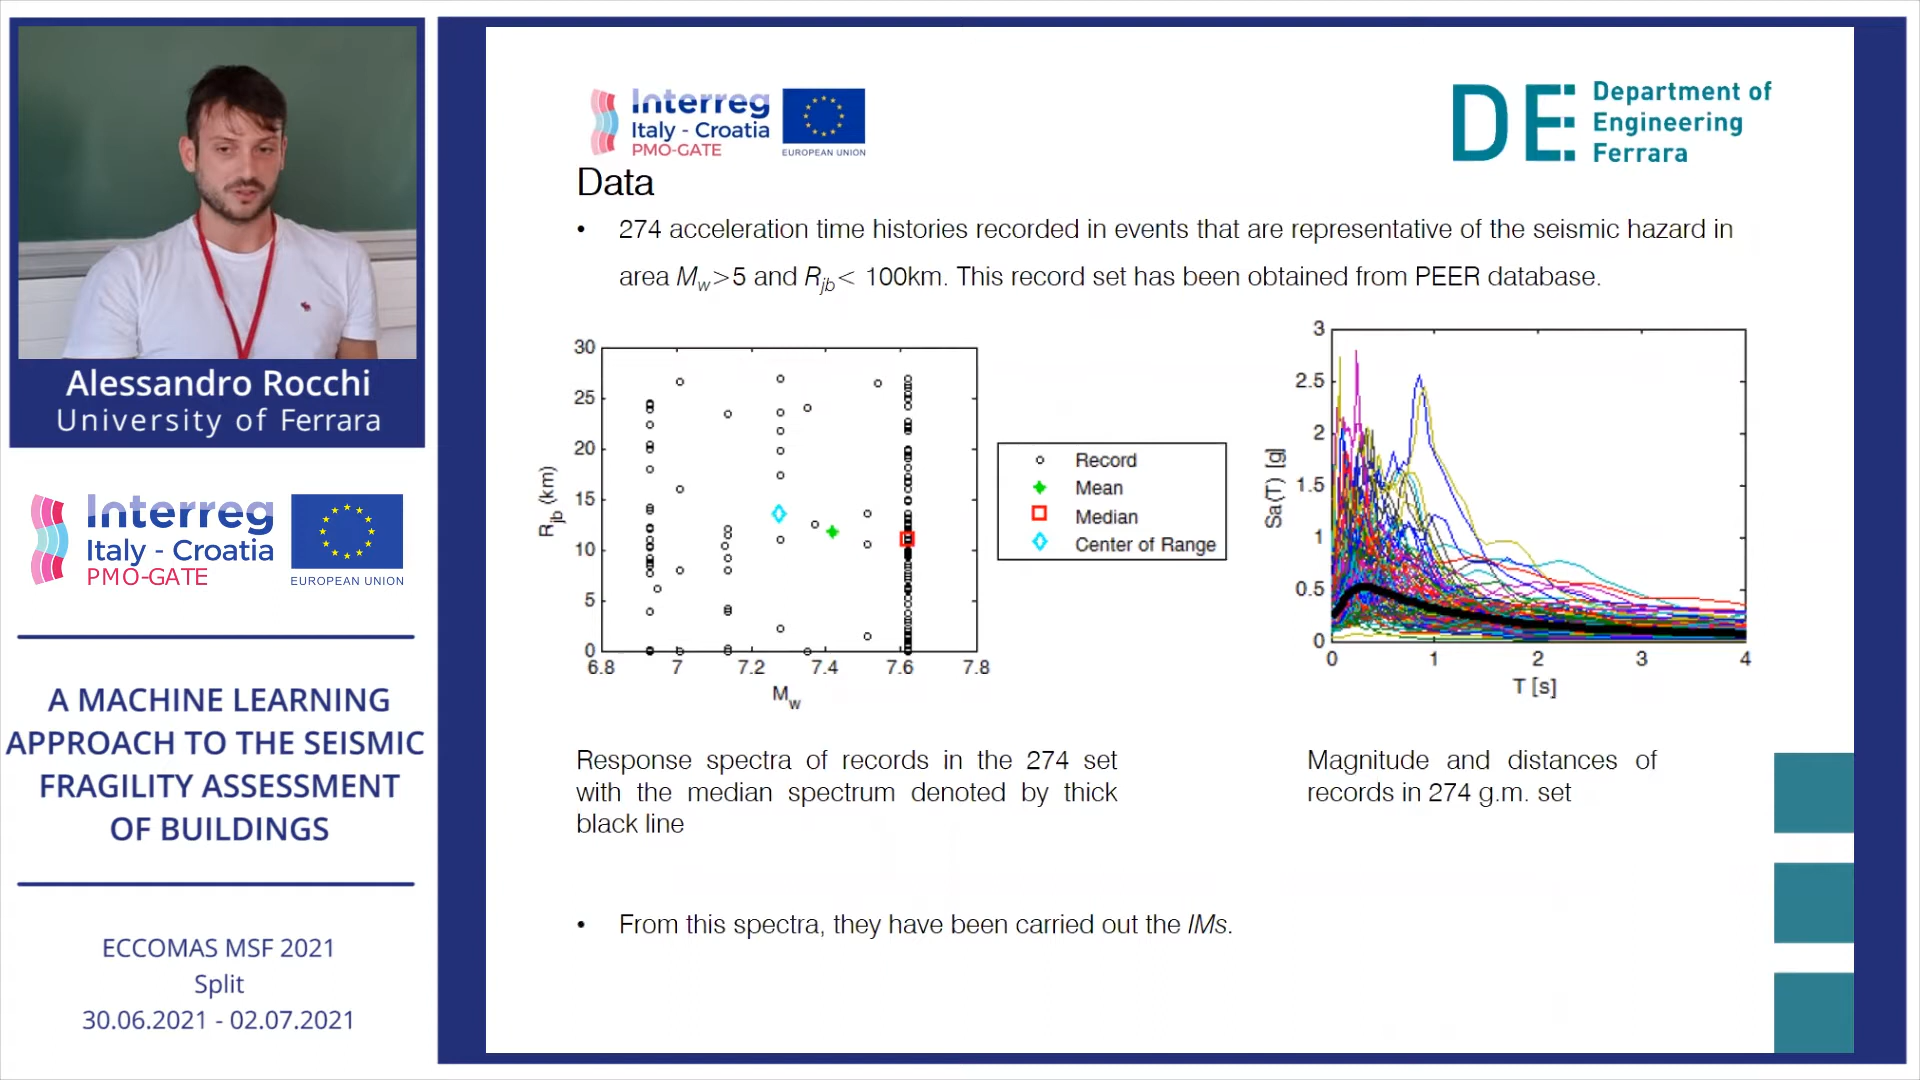 Alessandro Rocchi
University of Ferrara
Interreg
Italy - Croatia
PMO-GATE
EUROPEAN UNION
A MACHINE LEARNING
APPROACH TO THE SEISMIC
FRAGILITY ASSESSMENT
OF BUILDINGS
ECCOMAS MSF 2021
Split
30.06.2021 - 02.07.2021
Interreg
Italy - Croatia
PMO-GATE
EUROPEAN UNION
DE
Department of
Engineering
Ferrara
Data
• 274 acceleration time histories recorded in events that are representative of the seismic hazard in
area Mw>5 and Rjb< 100km. This record set has been obtained from PEER database.
30
25
20
15
10
5
0
Rjb (km)
6.8 7 7.2 7.4 7.6 7.8
Mw
Record
Mean
Median
Center of Range
3
2.5
2
1.5
1
0.5
0
Sa(T) [g]
0 1 2 3 4
T [s]
Response spectra of records in the 274 set
with the median spectrum denoted by thick
black line
Magnitude and distances of
records in 274 g.m. set
• From this spectra, they have been carried out the IMs.